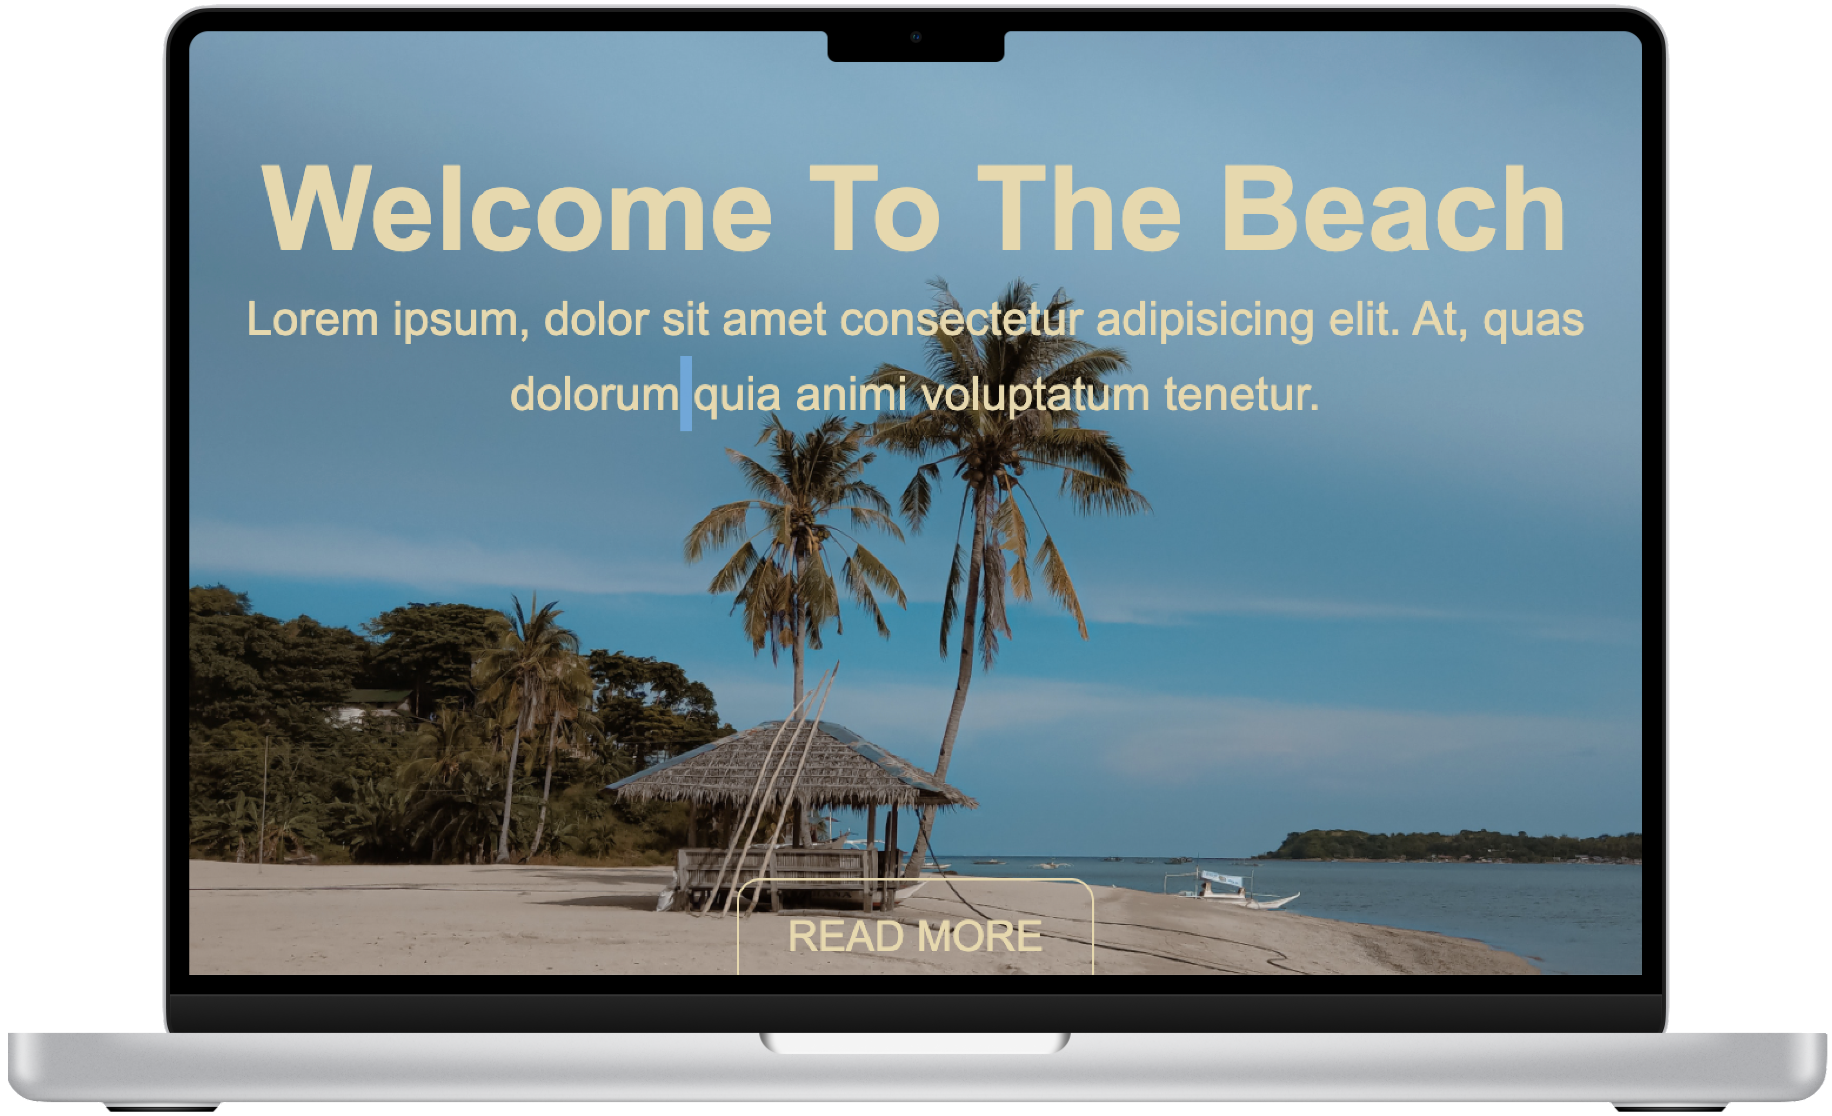 Welcome To The Beach
Lorem ipsum, dolor sit amet consectetur adipisicing elit. At, quas
dolorum quia animi voluptatum tenetur.
READ MORE